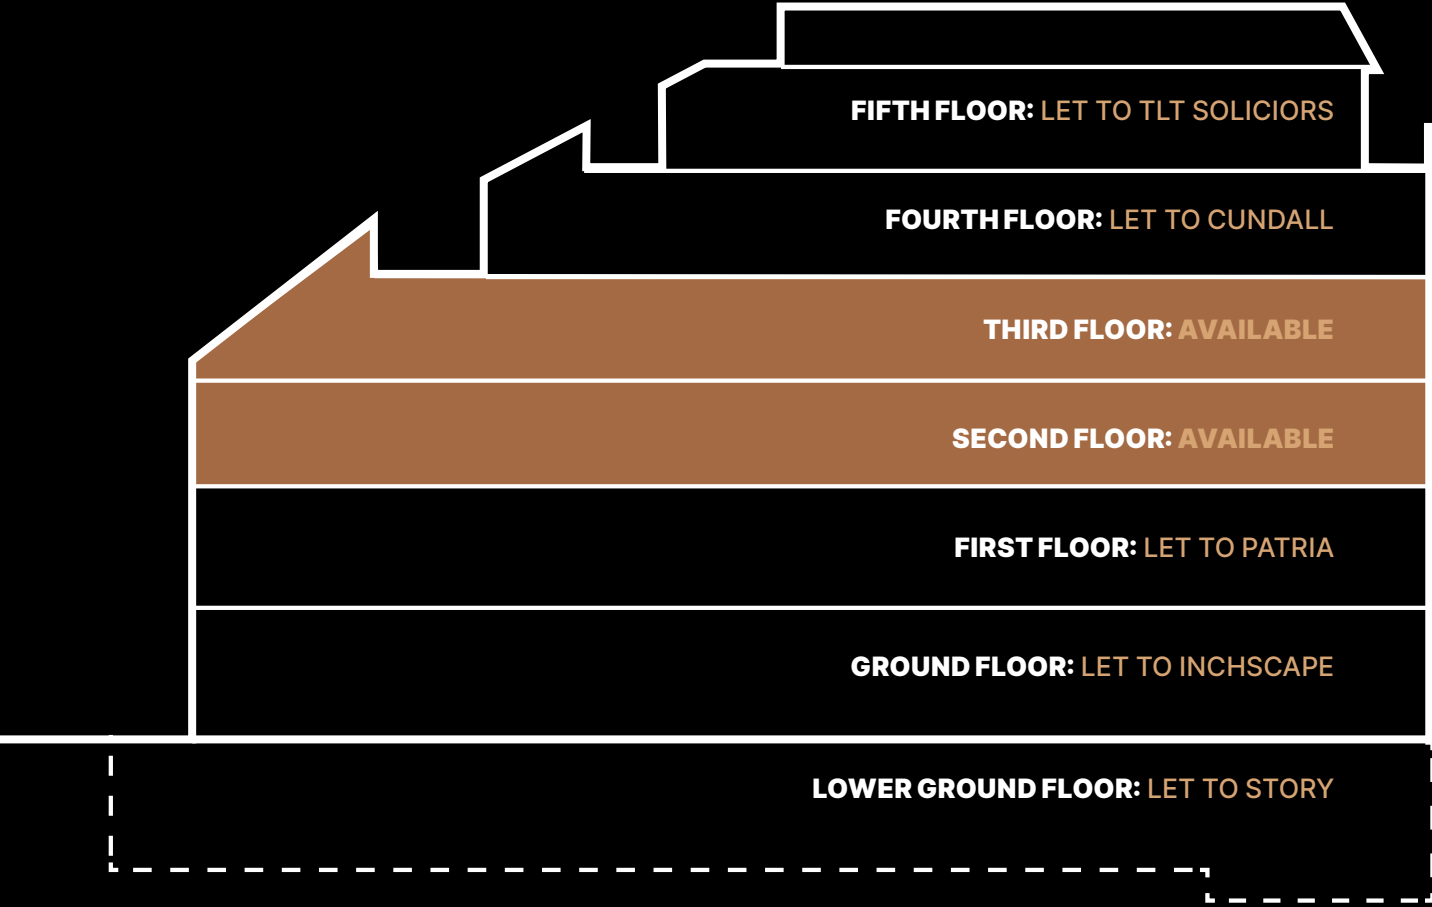 FIFTH FLOOR: LET TO TLT SOLICIORS
FOURTH FLOOR: LET TO CUNDALL
THIRD FLOOR: AVAILABLE
SECOND FLOOR: AVAILABLE
FIRST FLOOR: LET TO PATRIA
GROUND FLOOR: LET TO INCHSCAPE
LOWER GROUND FLOOR: LET TO STORY